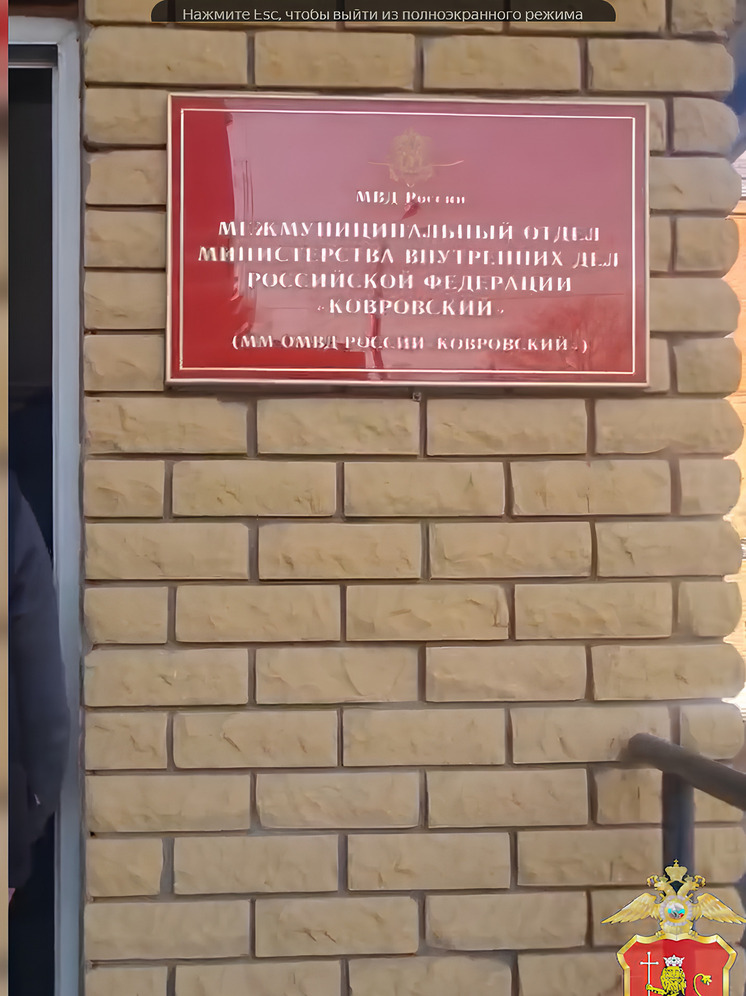 Нажмите Esc, чтобы выйти из полноэкранного режима
МВД России
МЕЖМУНИЦИПАЛЬНЫЙ ОТДЕЛ
МИНИСТЕРСТВА ВНУТРЕННИХ ДЕЛ
РОССИЙСКОЙ ФЕДЕРАЦИИ
«КОВРОВСКИЙ»
(ММ ОМВД РОССИИ «КОВРОВСКИЙ»)